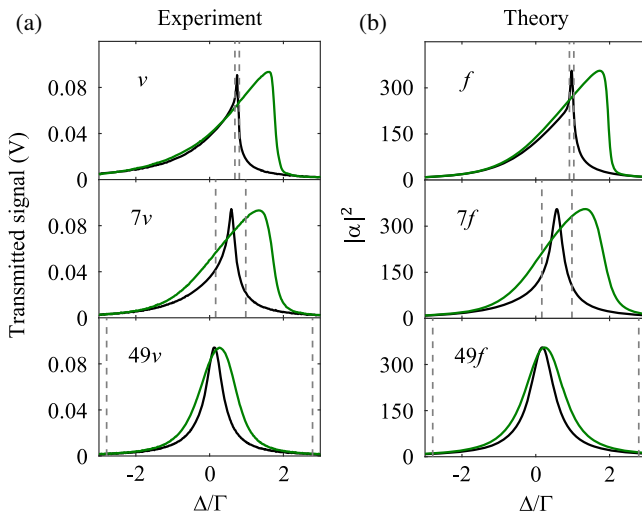 (a) Experiment
(b) Theory
Transmitted signal (V)
0.08
0.04
0
v
0.08
0.04
0
7v
0.08
0.04
0
49v
-2 0 2
Δ/Γ
|α|²
300
150
0
f
300
150
0
7f
300
150
0
49f
-2 0 2
Δ/Γ